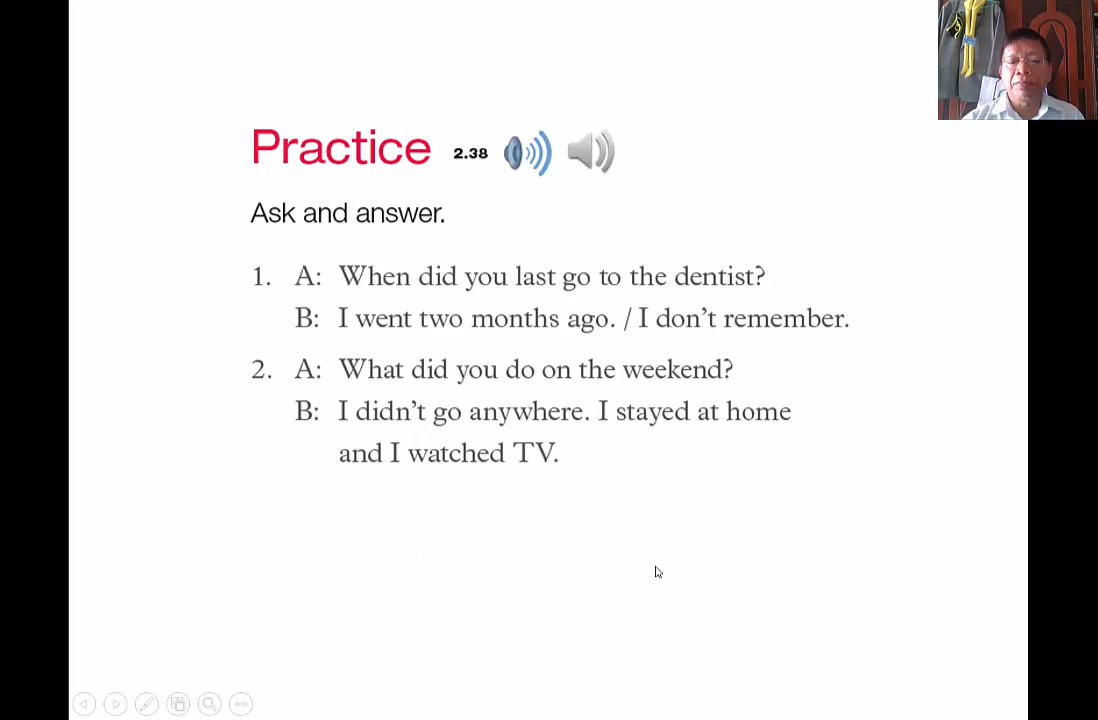 Practice 2.38
Ask and answer.
1. A: When did you last go to the dentist?
B: I went two months ago. / I don't remember.
2. A: What did you do on the weekend?
B: I didn't go anywhere. I stayed at home
and I watched TV.